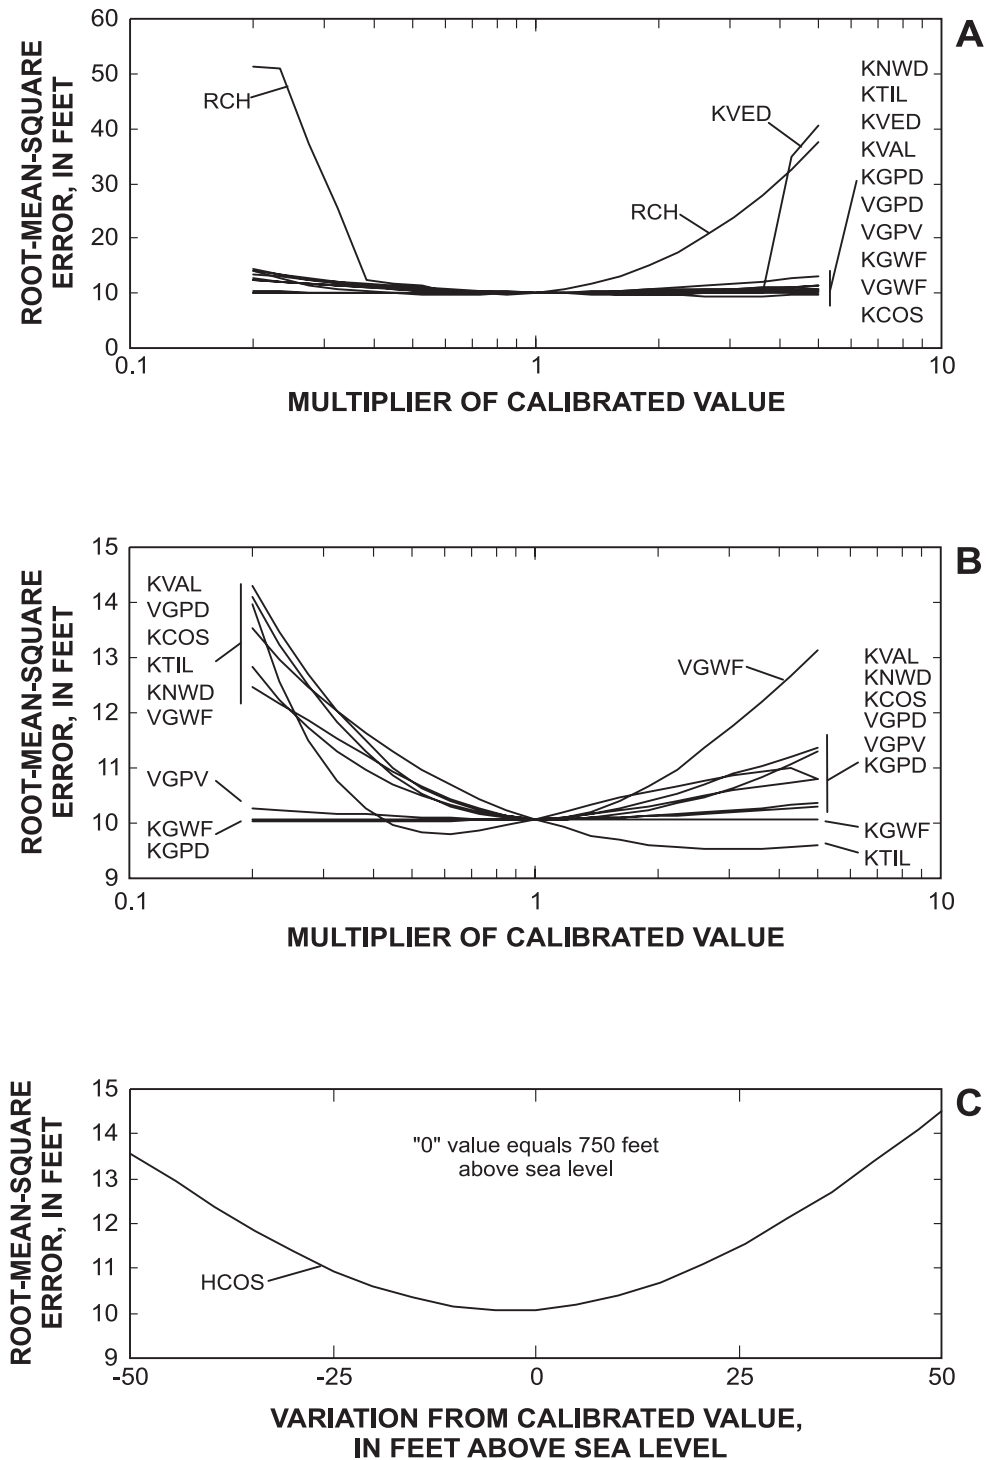 A
ROOT-MEAN-SQUARE
ERROR, IN FEET
60
50
40
30
20
10
0
RCH
KVED
RCH
KNWD
KTIL
KVED
KVAL
KGPD
VGPD
VGPV
KGWF
VGWF
KCOS
0.1
1
10
MULTIPLIER OF CALIBRATED VALUE
B
ROOT-MEAN-SQUARE
ERROR, IN FEET
15
14
13
12
11
10
9
KVAL
VGPD
KCOS
KTIL
KNWD
VGWF
VGPV
KGWF
KGPD
VGWF
KVAL
KNWD
KCOS
VGPD
VGPV
KGPD
KGWF
KTIL
0.1
1
10
MULTIPLIER OF CALIBRATED VALUE
C
ROOT-MEAN-SQUARE
ERROR, IN FEET
15
14
13
12
11
10
9
"0" value equals 750 feet
above sea level
HCOS
-50
-25
0
25
50
VARIATION FROM CALIBRATED VALUE,
IN FEET ABOVE SEA LEVEL